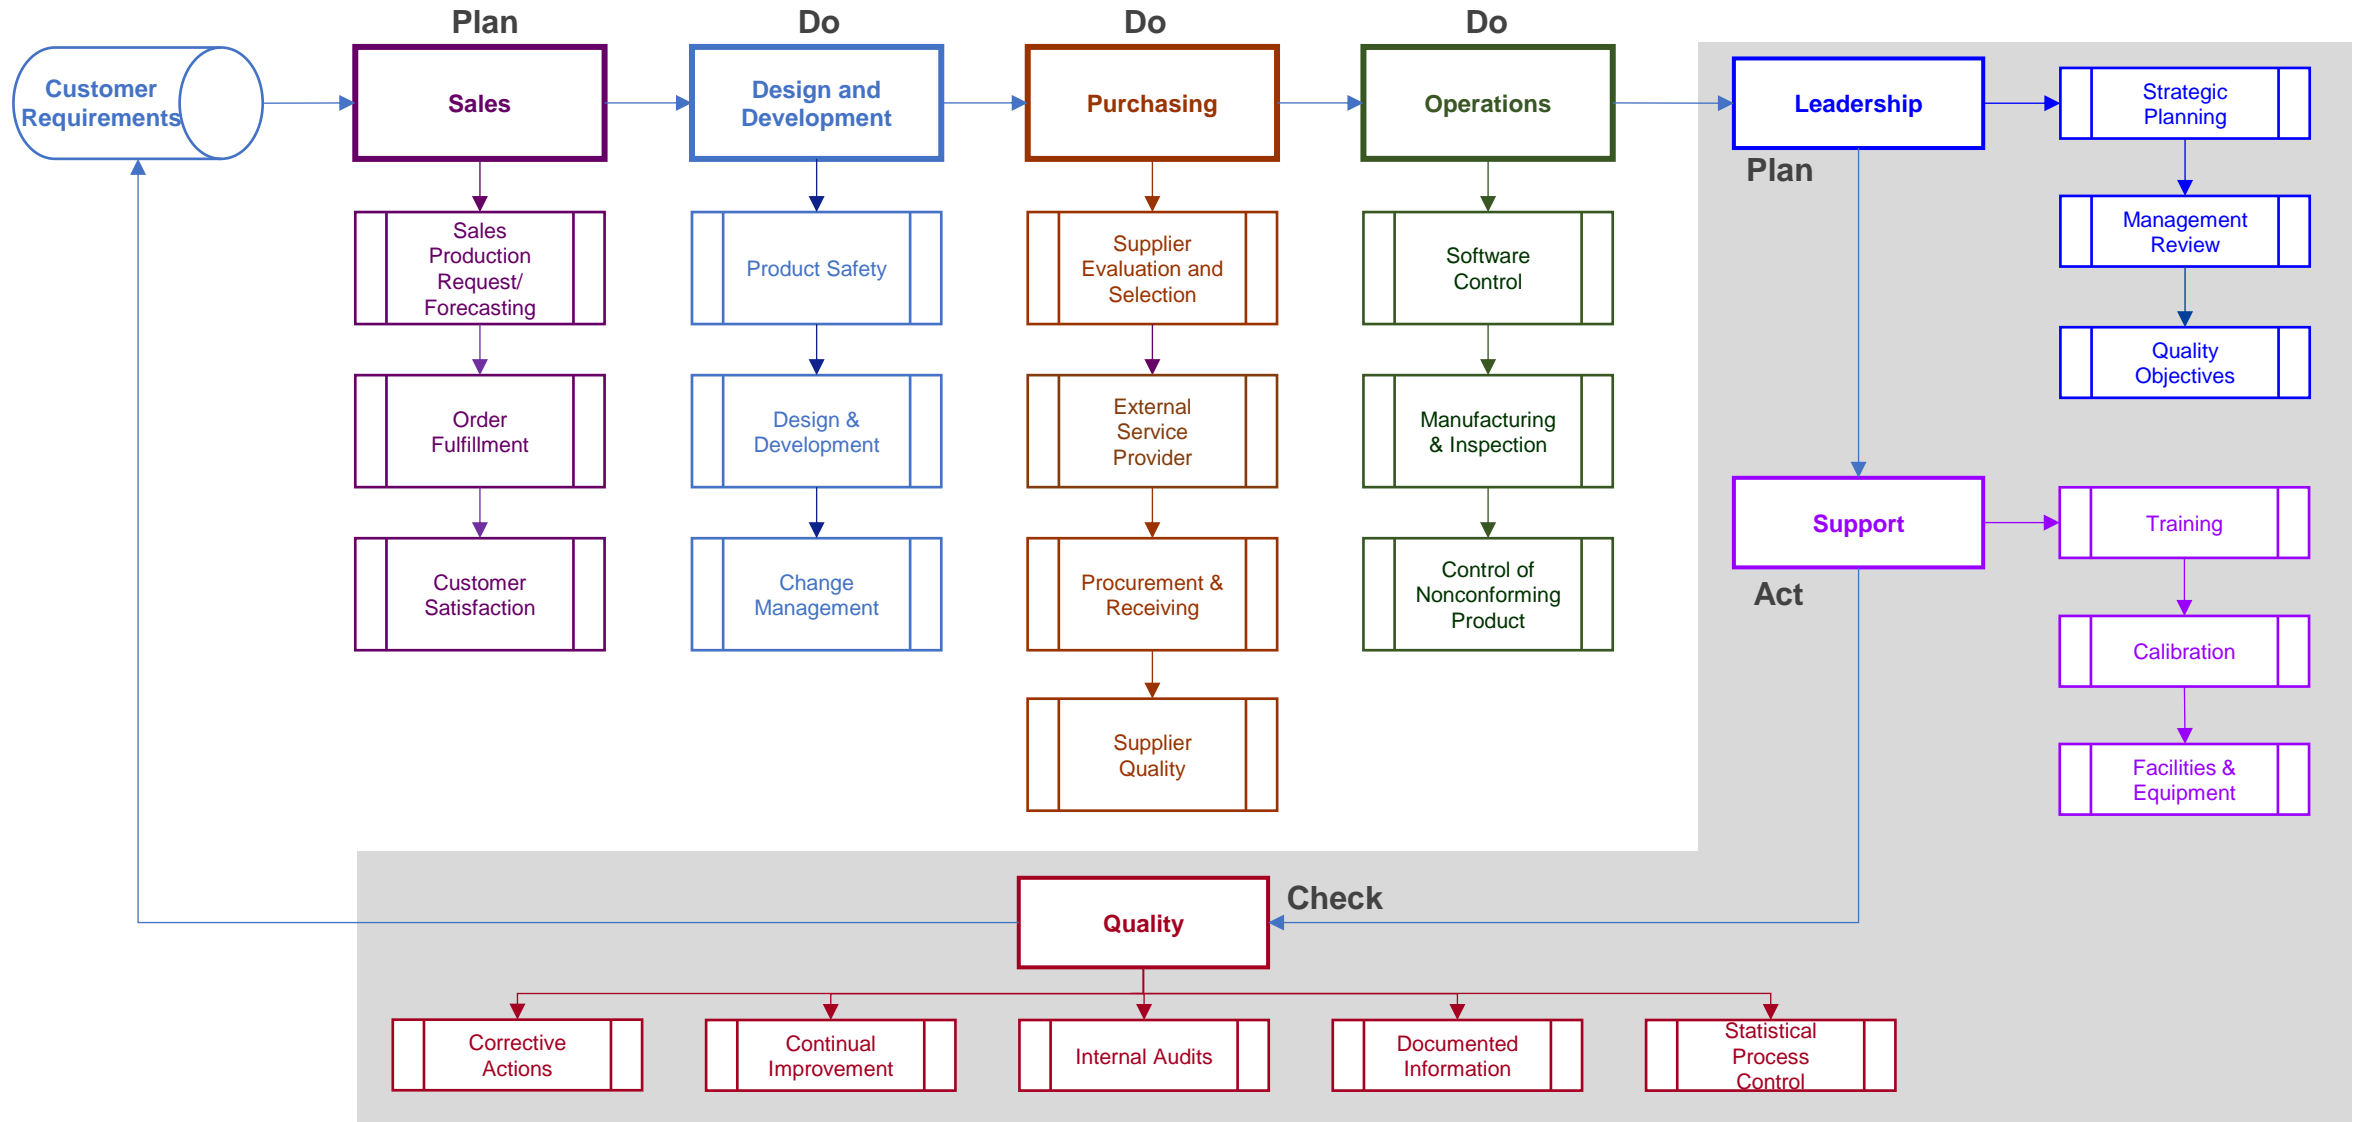 Plan
Do
Do
Do
Customer
Requirements
Sales
Design and
Development
Purchasing
Operations
Leadership
Plan
Strategic
Planning
Management
Review
Quality
Objectives
Sales
Production
Request/
Forecasting
Order
Fulfillment
Customer
Satisfaction
Product Safety
Design &
Development
Change
Management
Supplier
Evaluation and
Selection
External
Service
Provider
Procurement &
Receiving
Supplier
Quality
Software
Control
Manufacturing
& Inspection
Control of
Nonconforming
Product
Support
Act
Training
Calibration
Facilities &
Equipment
Quality
Check
Corrective
Actions
Continual
Improvement
Internal Audits
Documented
Information
Statistical
Process
Control